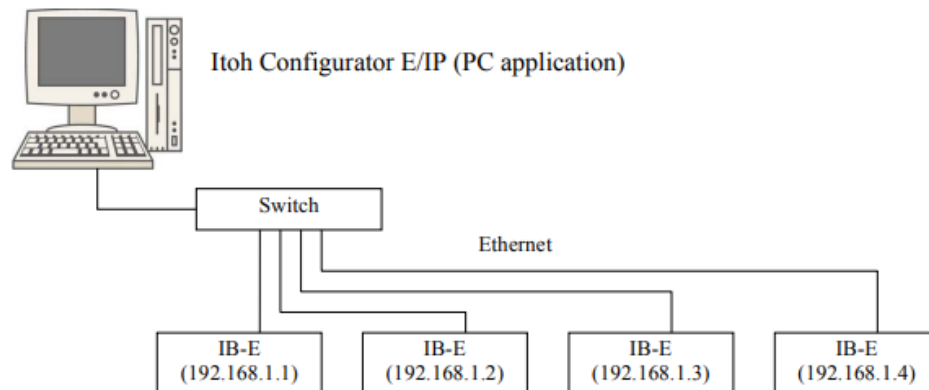 Itoh Configurator E/IP (PC application)
Switch
Ethernet
IB-E
(192.168.1.1)
IB-E
(192.168.1.2)
IB-E
(192.168.1.3)
IB-E
(192.168.1.4)